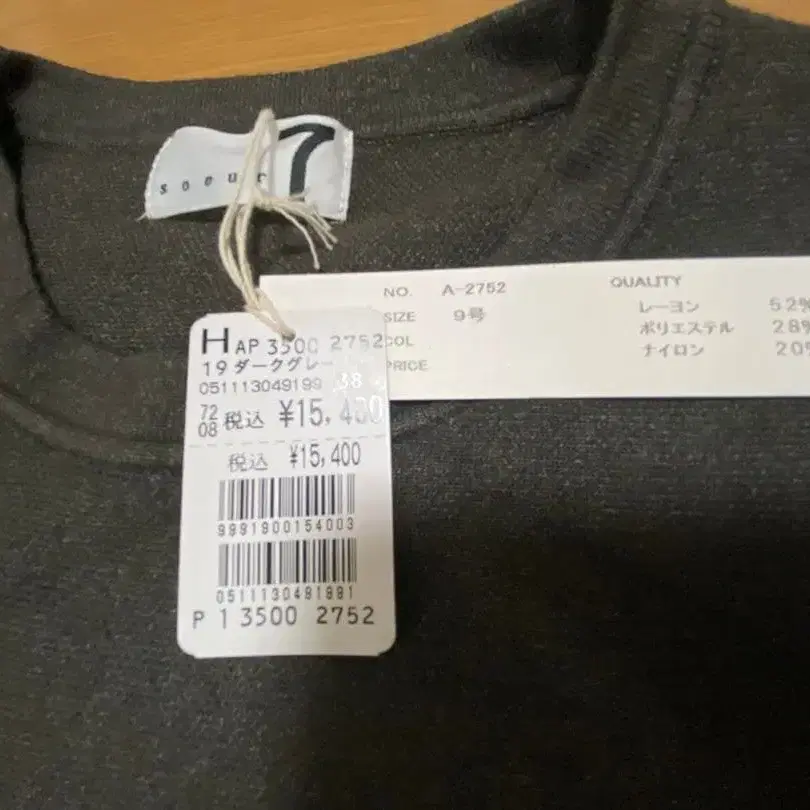 soeur 7
NO. A-2752
SIZE 9号
COL
PRICE
QUALITY
レーヨン 52%
ポリエステル 28%
ナイロン 20%
H AP 3500 2752
19 ダークグレー
051113049199 38
72
08 税込 ¥15,400
税込 ¥15,400
9991900154003
0511130491991
P 1 3500 2752